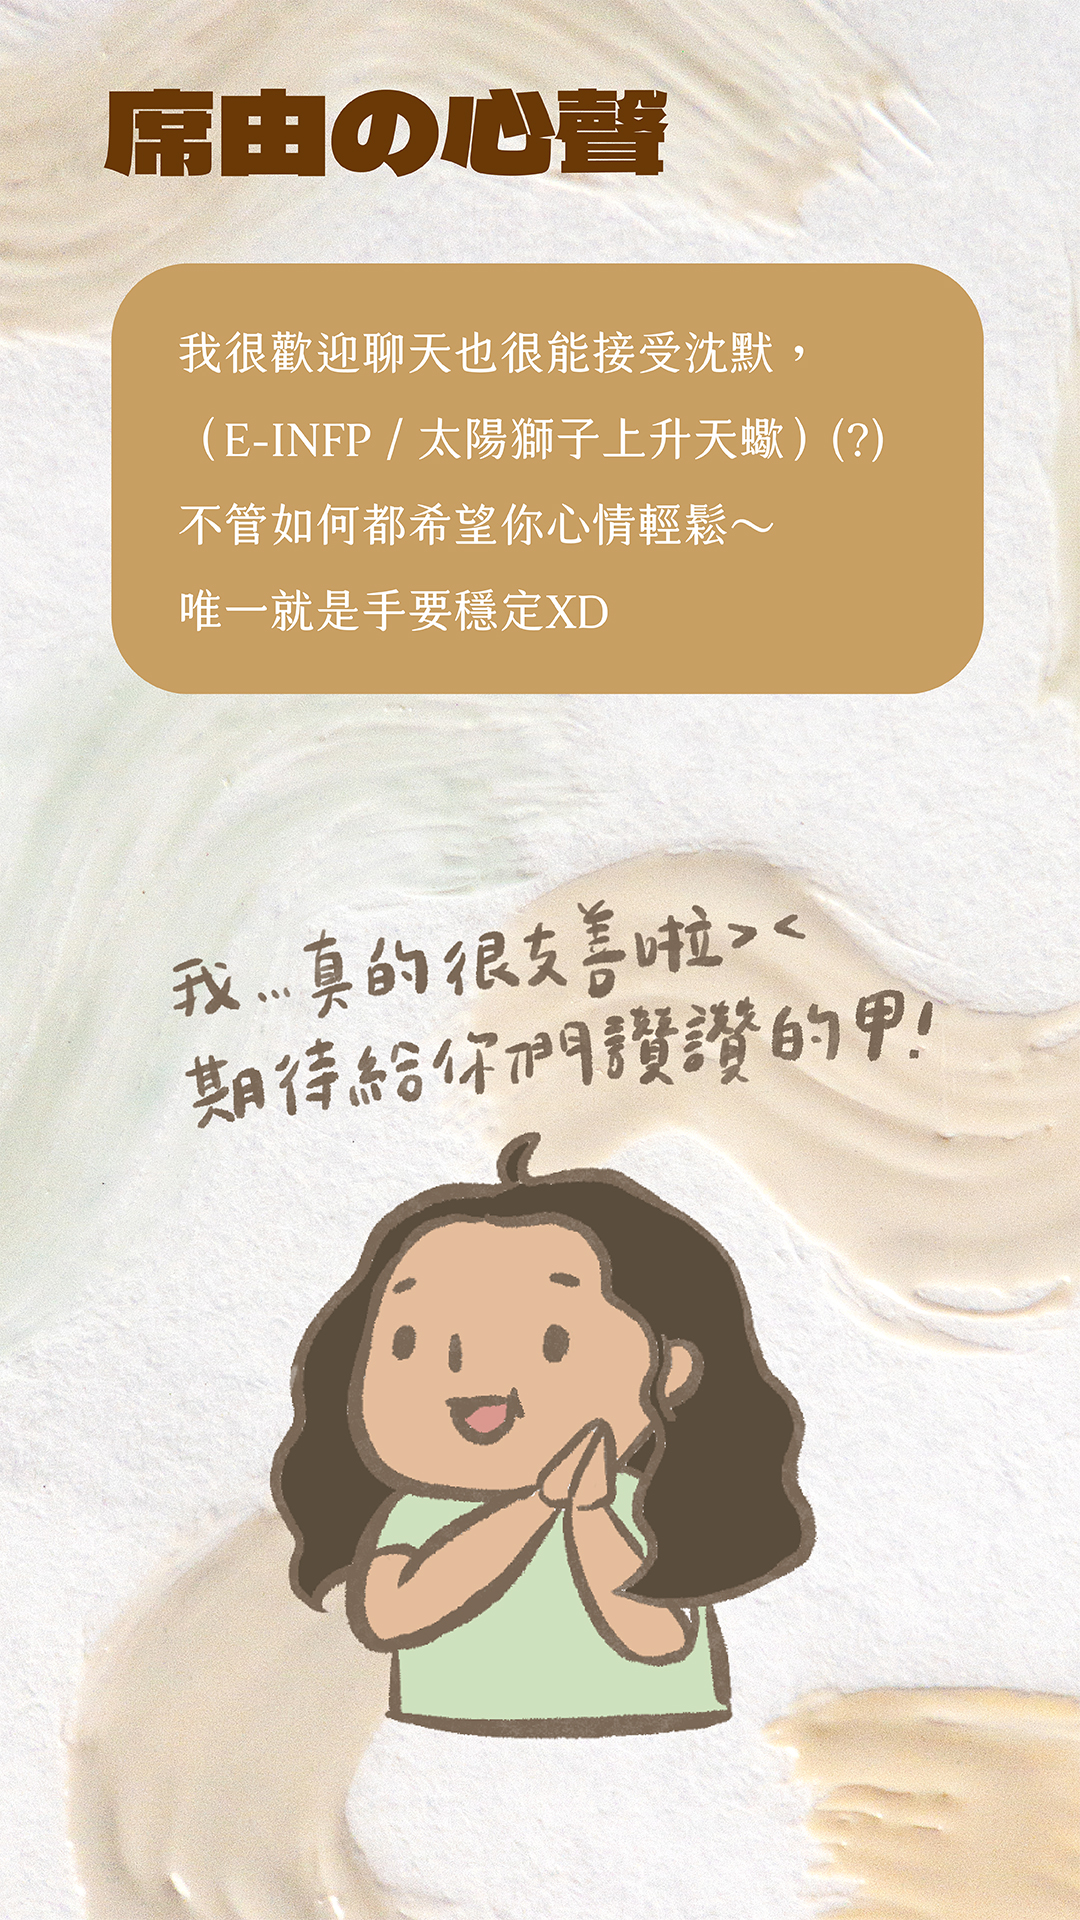 席由の心聲
我很歡迎聊天也很能接受沈默，
（E-INFP / 太陽獅子上升天蠍）(?)
不管如何都希望你心情輕鬆～
唯一就是手要穩定XD
我...真的很友善啦><
期待給你們讚讚的甲!